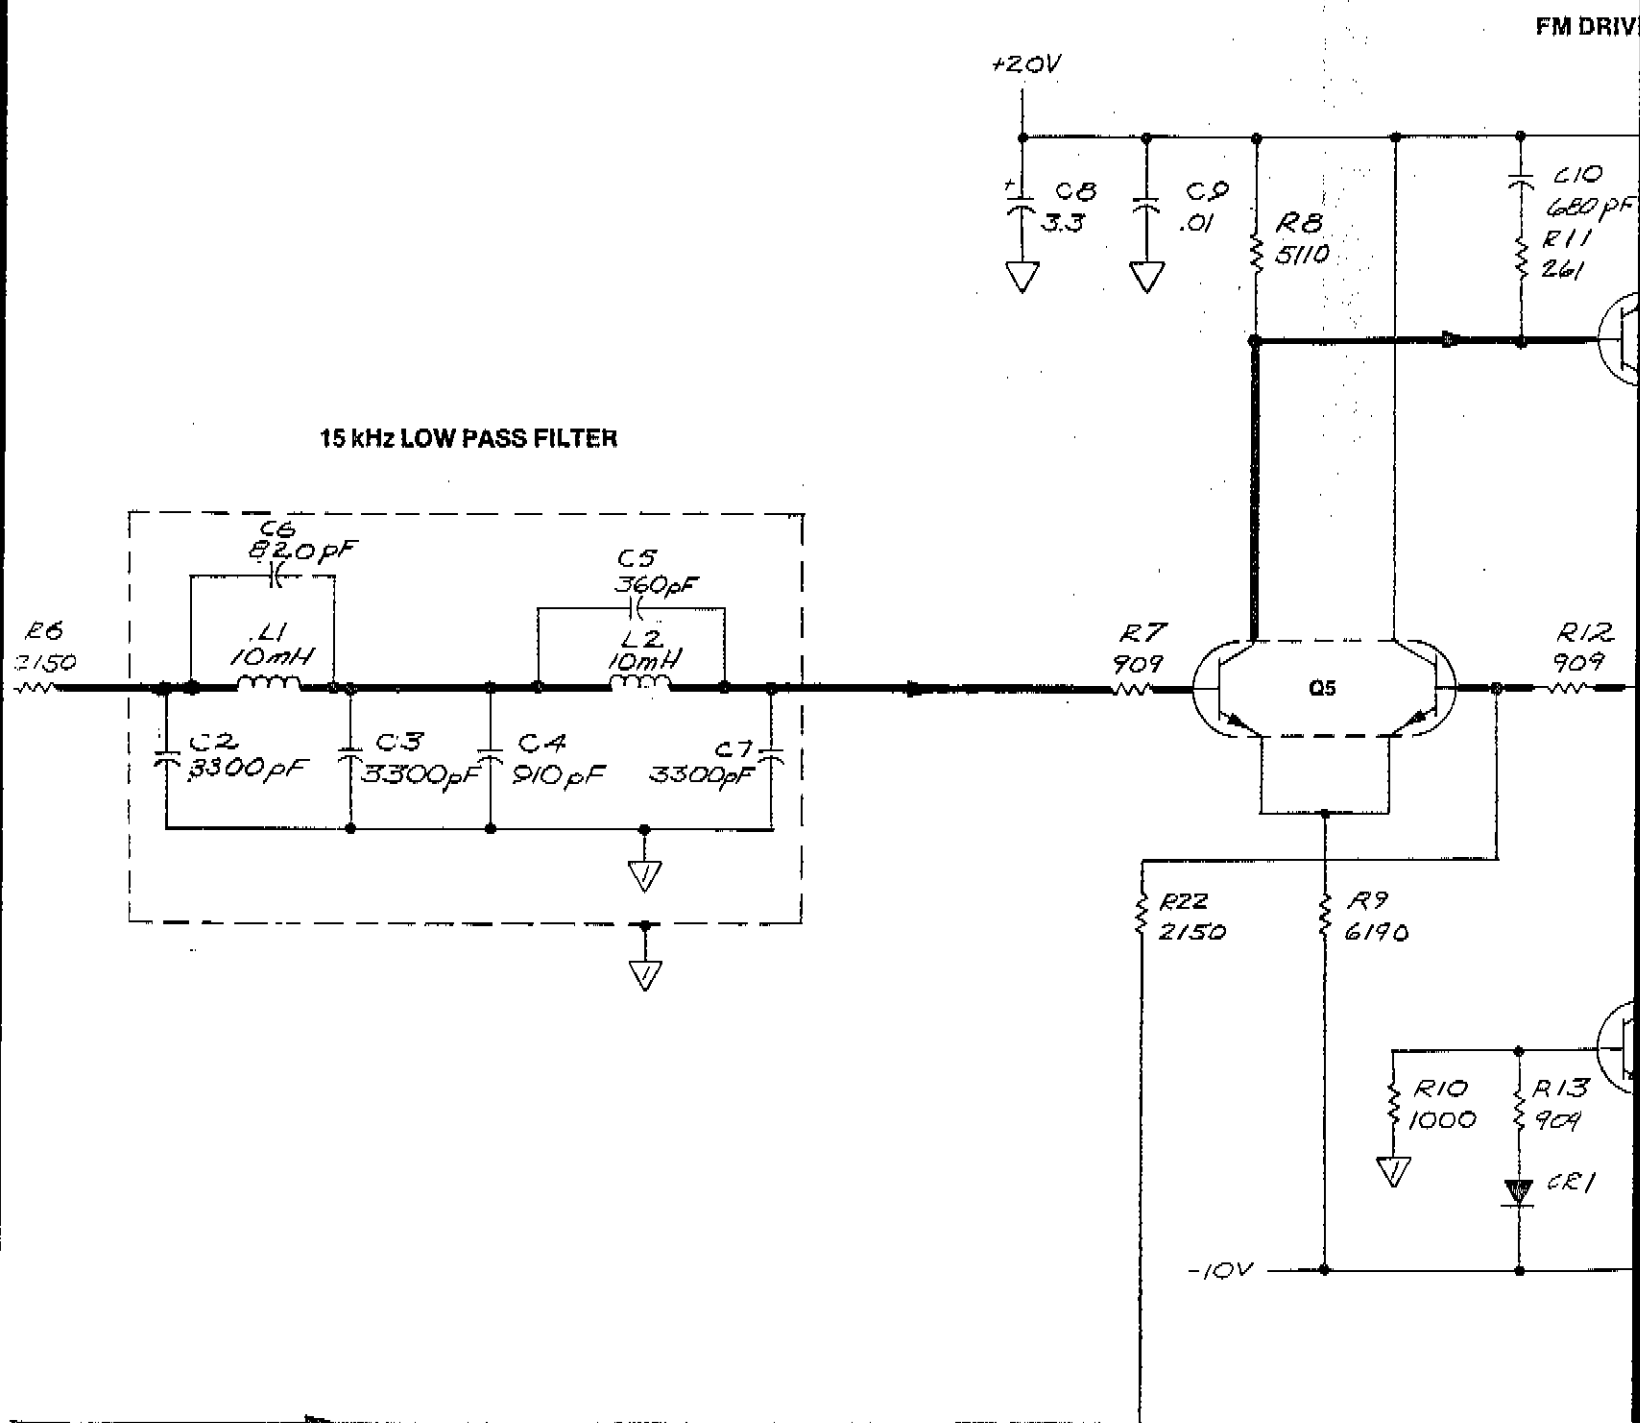 FM DRIV
+20V
C8
3.3
C9
.01
R8
5110
C10
680pF
R11
261
15 kHz LOW PASS FILTER
C6
820pF
C5
360pF
R6
2150
L1
10mH
L2
10mH
R7
909
Q5
R12
909
C2
3300pF
C3
3300pF
C4
910pF
C7
3300pF
R22
2150
R9
6190
R10
1000
R13
909
CR1
-10V